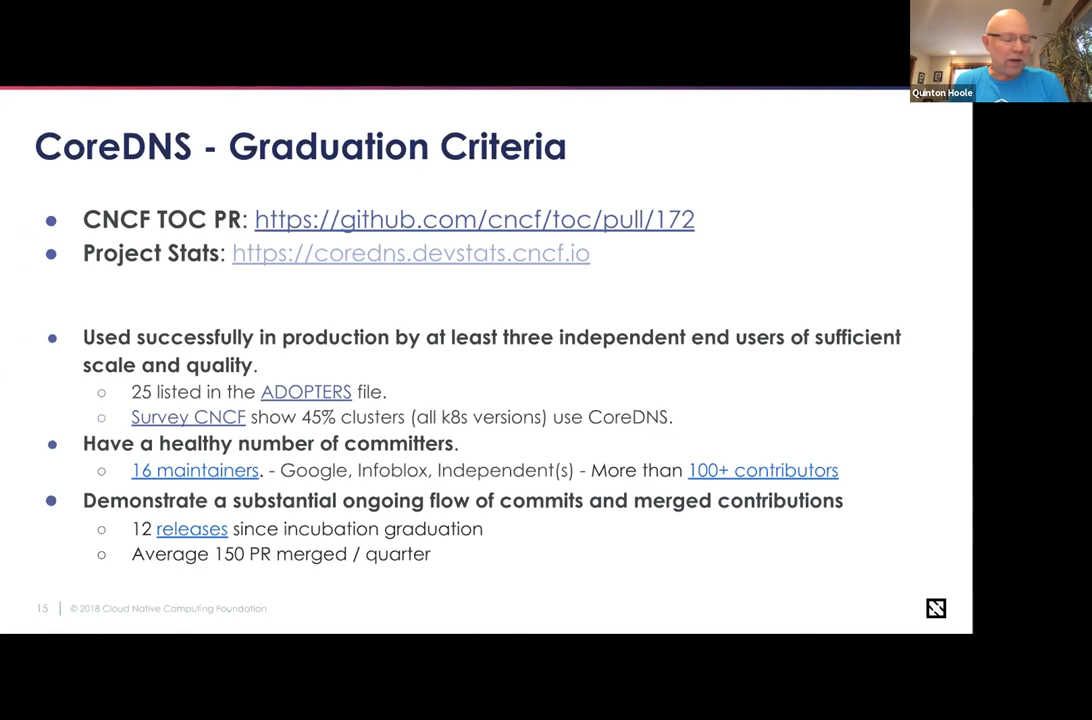 Quinton Hoole
CoreDNS - Graduation Criteria
● CNCF TOC PR: https://github.com/cncf/toc/pull/172
● Project Stats: https://coredns.devstats.cncf.io
● Used successfully in production by at least three independent end users of sufficient
scale and quality.
○ 25 listed in the ADOPTERS file.
○ Survey CNCF show 45% clusters (all k8s versions) use CoreDNS.
● Have a healthy number of committers.
○ 16 maintainers. - Google, Infoblox, Independent(s) - More than 100+ contributors
● Demonstrate a substantial ongoing flow of commits and merged contributions
○ 12 releases since incubation graduation
○ Average 150 PR merged / quarter
15 | © 2018 Cloud Native Computing Foundation